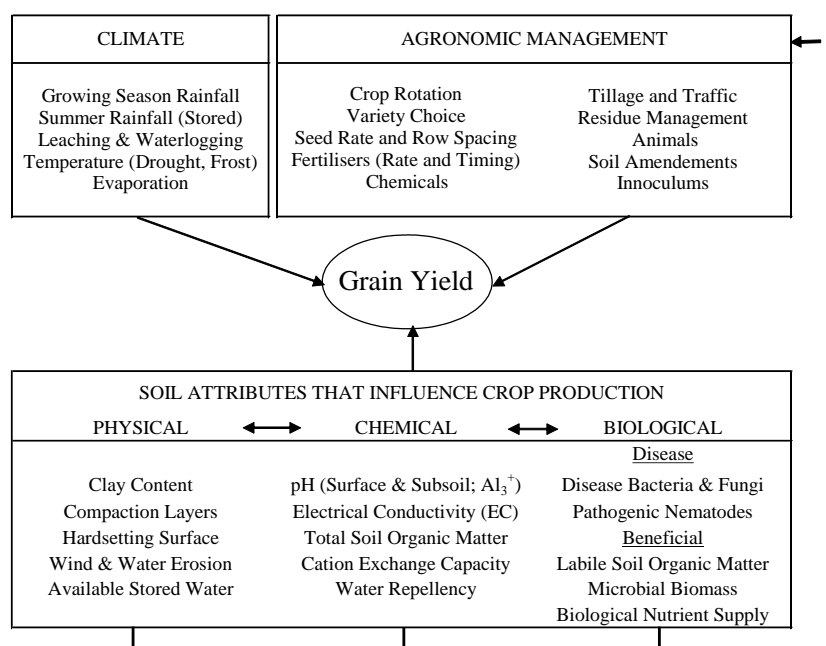 CLIMATE
Growing Season Rainfall
Summer Rainfall (Stored)
Leaching & Waterlogging
Temperature (Drought, Frost)
Evaporation
AGRONOMIC MANAGEMENT
Crop Rotation
Variety Choice
Seed Rate and Row Spacing
Fertilisers (Rate and Timing)
Chemicals
Tillage and Traffic
Residue Management
Animals
Soil Amendements
Innoculums
Grain Yield
SOIL ATTRIBUTES THAT INFLUENCE CROP PRODUCTION
PHYSICAL
Clay Content
Compaction Layers
Hardsetting Surface
Wind & Water Erosion
Available Stored Water
CHEMICAL
pH (Surface & Subsoil; Al₃⁺)
Electrical Conductivity (EC)
Total Soil Organic Matter
Cation Exchange Capacity
Water Repellency
BIOLOGICAL
Disease
Disease Bacteria & Fungi
Pathogenic Nematodes
Beneficial
Labile Soil Organic Matter
Microbial Biomass
Biological Nutrient Supply